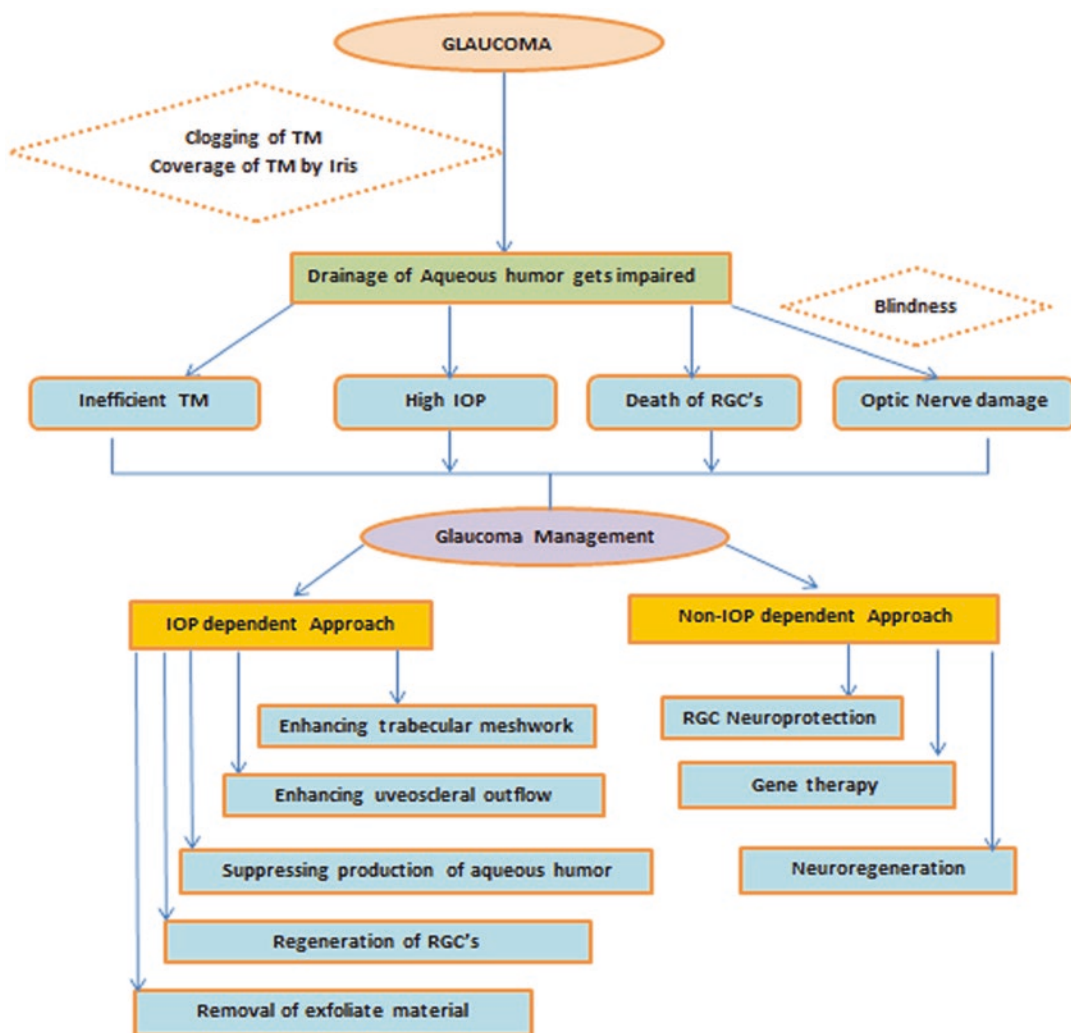 GLAUCOMA
Clogging of TM
Coverage of TM by Iris
Drainage of Aqueous humor gets impaired
Blindness
Inefficient TM
High IOP
Death of RGC's
Optic Nerve damage
Glaucoma Management
IOP dependent Approach
Non-IOP dependent Approach
Enhancing trabecular meshwork
Enhancing uveoscleral outflow
Suppressing production of aqueous humor
Regeneration of RGC's
Removal of exfoliate material
RGC Neuroprotection
Gene therapy
Neuroregeneration